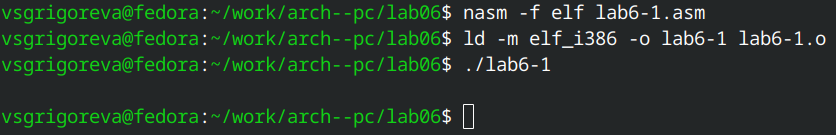 vsgrigoreva@fedora:~/work/arch--pc/lab06$ nasm -f elf lab6-1.asm
vsgrigoreva@fedora:~/work/arch--pc/lab06$ ld -m elf_i386 -o lab6-1 lab6-1.o
vsgrigoreva@fedora:~/work/arch--pc/lab06$ ./lab6-1
vsgrigoreva@fedora:~/work/arch--pc/lab06$